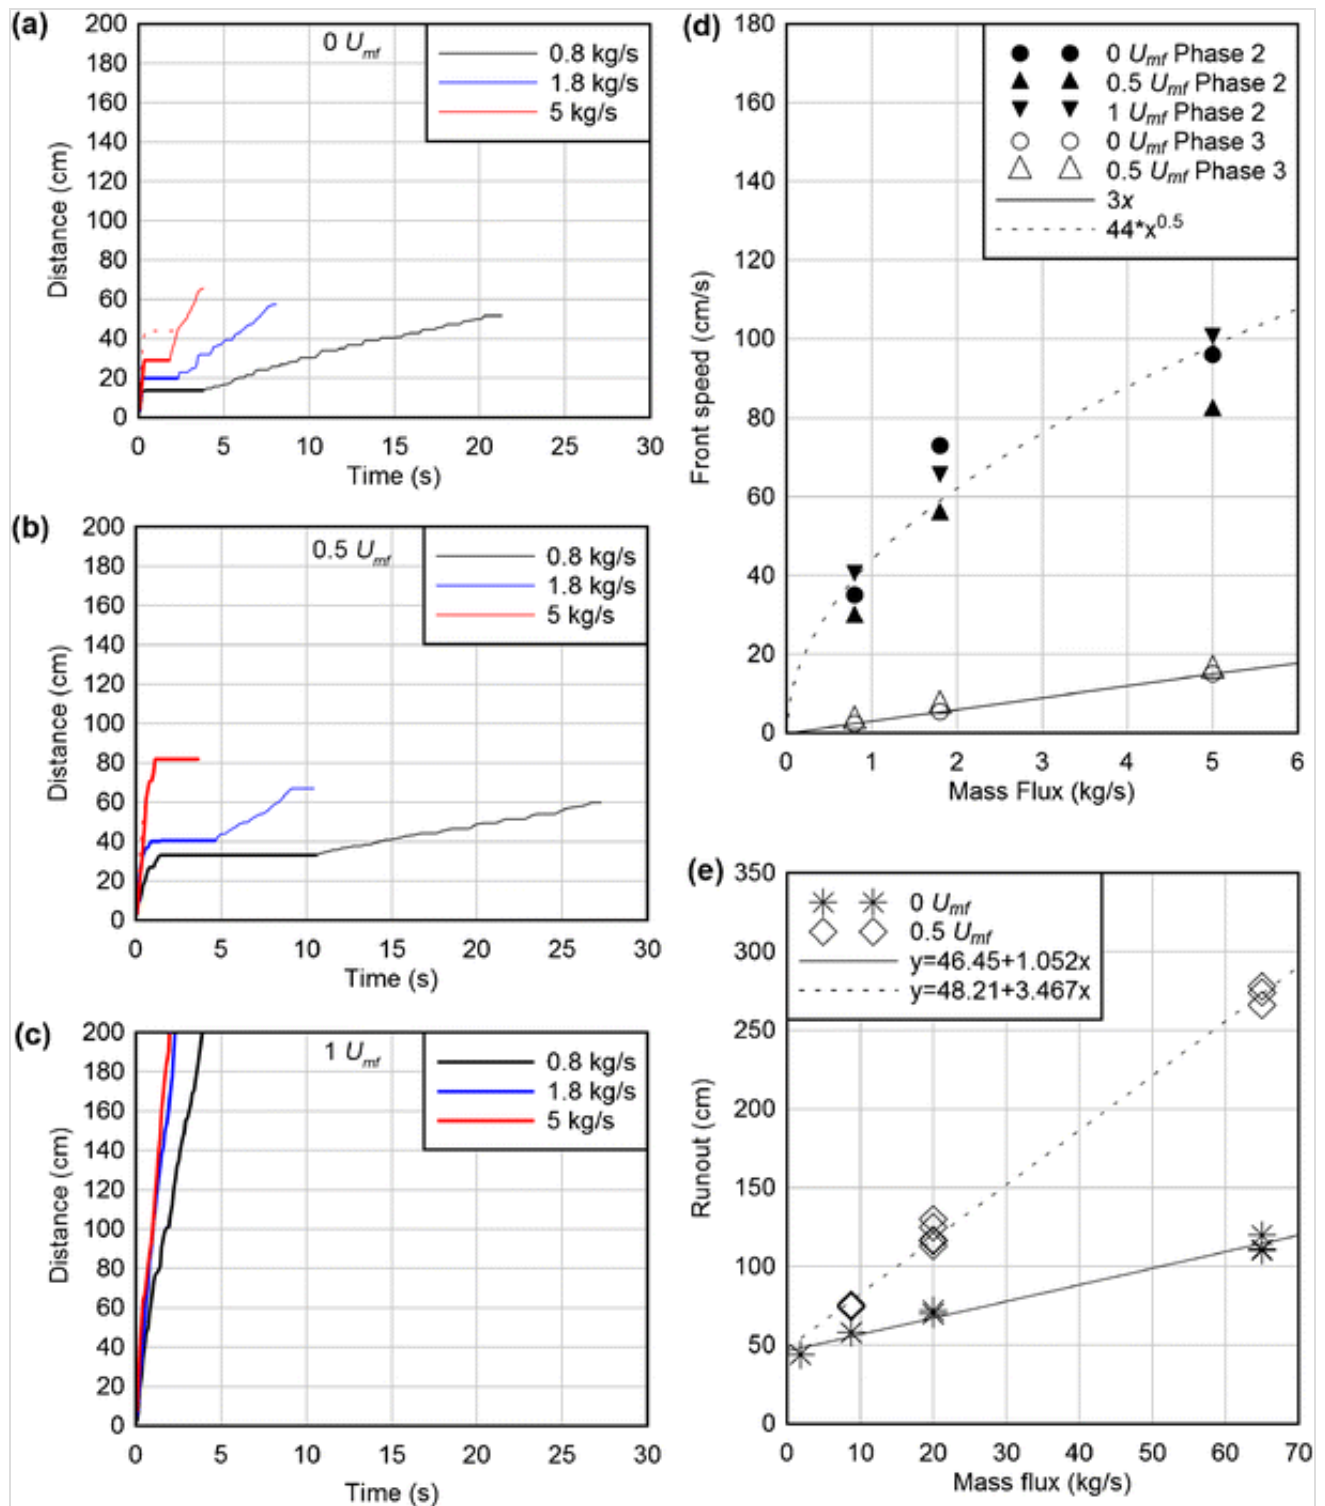 (a)
200
180
160
140
120
100
80
60
40
20
0
Distance (cm)
0 Umf
0.8 kg/s
1.8 kg/s
5 kg/s
0 5 10 15 20 25 30
Time (s)
(b)
200
180
160
140
120
100
80
60
40
20
0
Distance (cm)
0.5 Umf
0.8 kg/s
1.8 kg/s
5 kg/s
0 5 10 15 20 25 30
Time (s)
(c)
200
180
160
140
120
100
80
60
40
20
0
Distance (cm)
1 Umf
0.8 kg/s
1.8 kg/s
5 kg/s
0 5 10 15 20 25 30
Time (s)
(d)
180
160
140
120
100
80
60
40
20
0
Front speed (cm/s)
0 Umf Phase 2
0.5 Umf Phase 2
1 Umf Phase 2
0 Umf Phase 3
0.5 Umf Phase 3
3x
44*x^0.5
0 1 2 3 4 5 6
Mass Flux (kg/s)
(e)
350
300
250
200
150
100
50
0
Runout (cm)
0 Umf
0.5 Umf
y=46.45+1.052x
y=48.21+3.467x
0 10 20 30 40 50 60 70
Mass flux (kg/s)